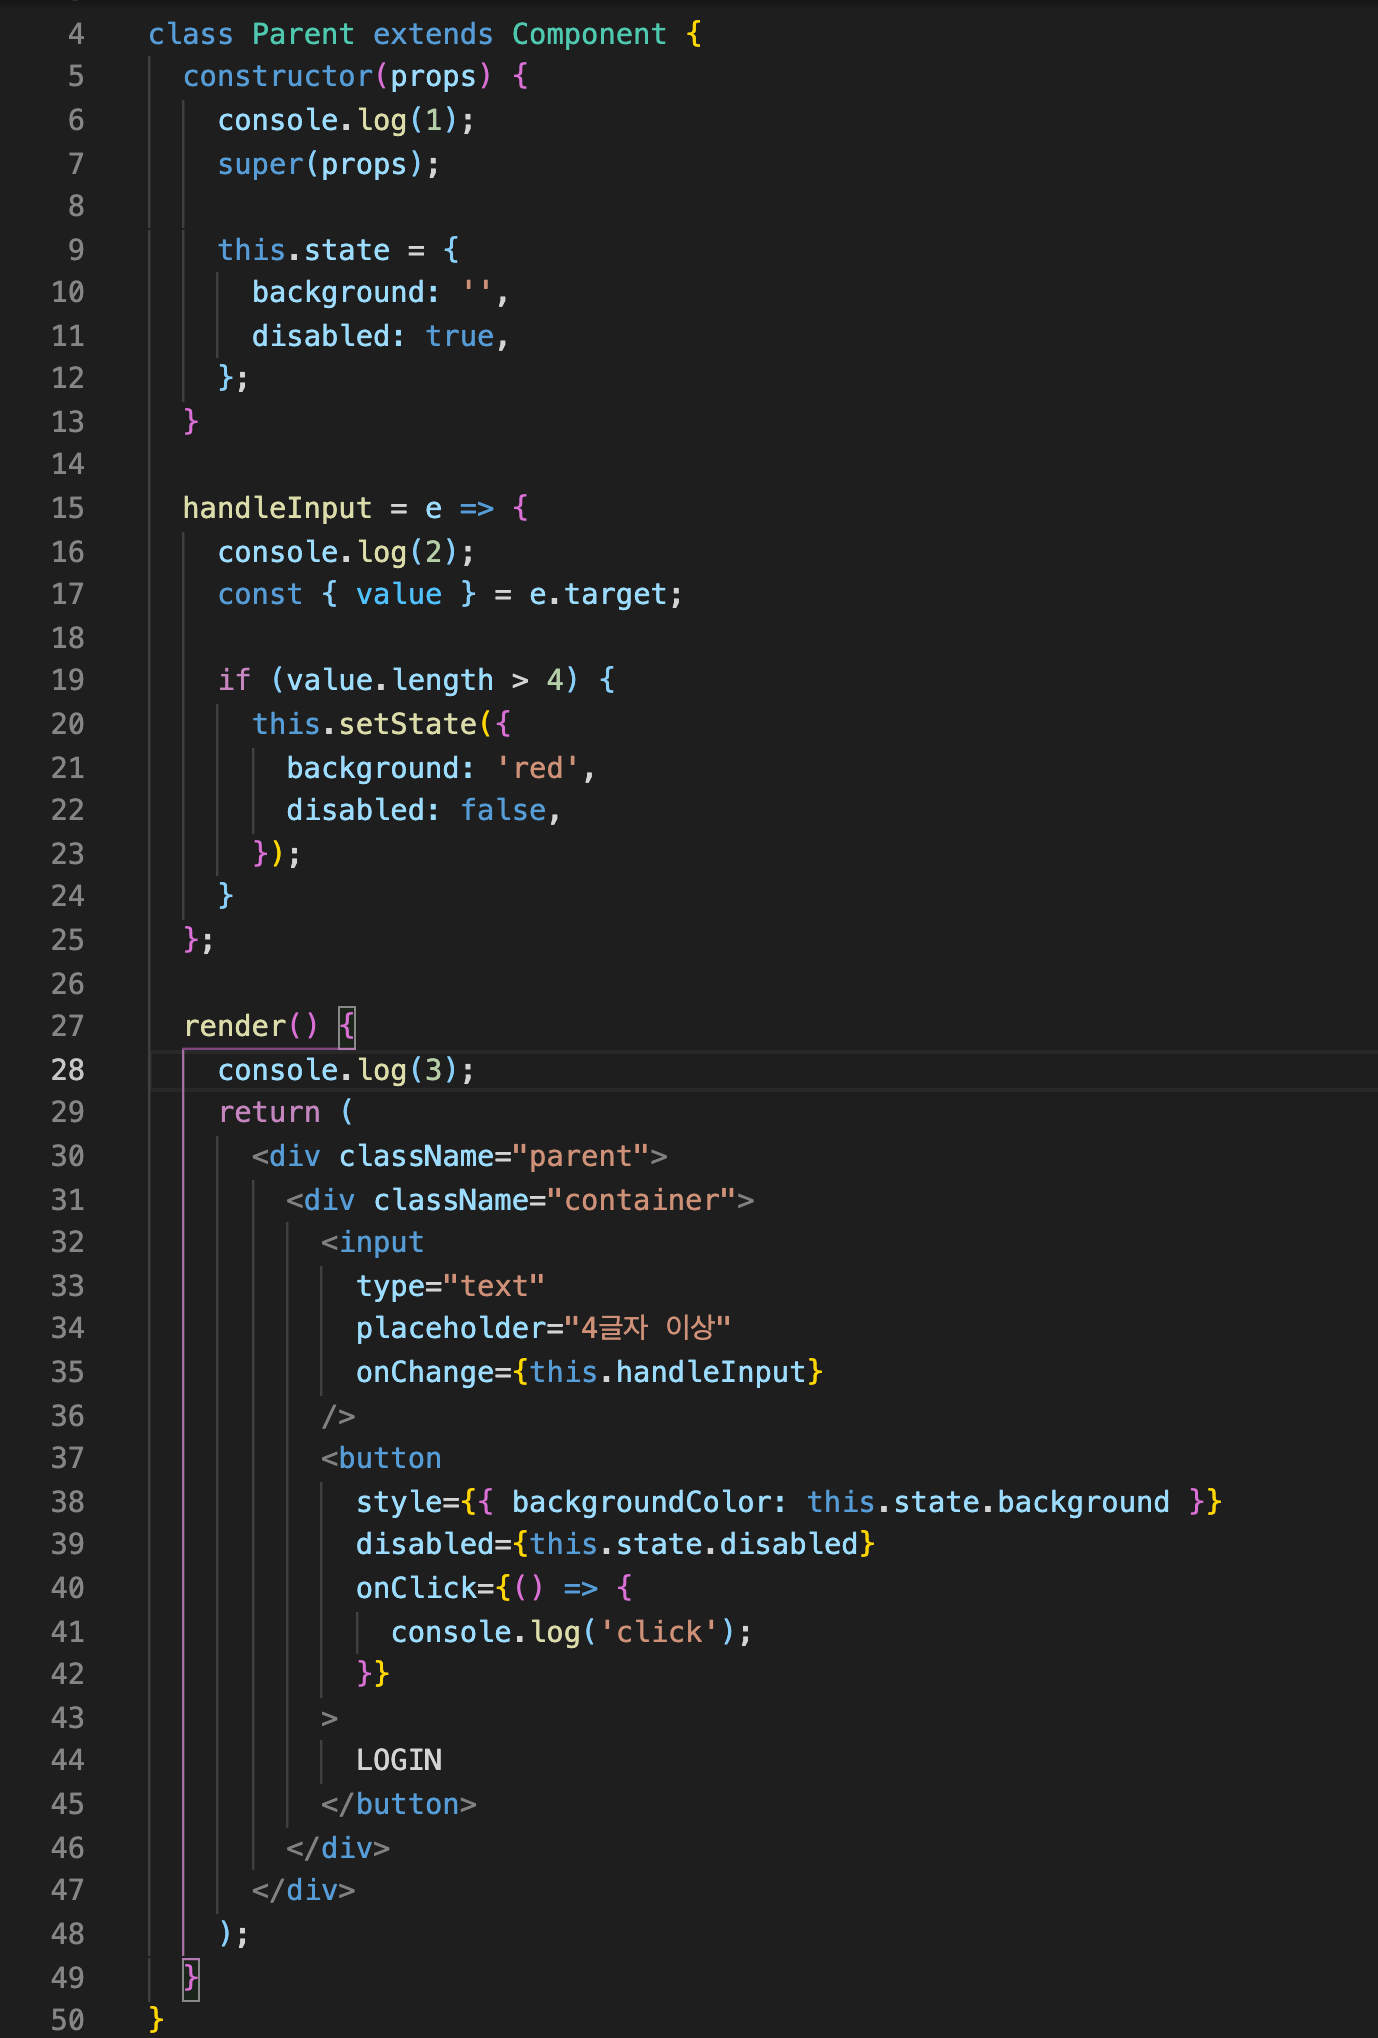 4 class Parent extends Component {
5 constructor(props) {
6 console.log(1);
7 super(props);
8
9 this.state = {
10 background: '',
11 disabled: true,
12 };
13 }
14
15 handleInput = e => {
16 console.log(2);
17 const { value } = e.target;
18
19 if (value.length > 4) {
20 this.setState({
21 background: 'red',
22 disabled: false,
23 });
24 }
25 };
26
27 render() {
28 console.log(3);
29 return (
30 <div className="parent">
31 <div className="container">
32 <input
33 type="text"
34 placeholder="4글자 이상"
35 onChange={this.handleInput}
36 />
37 <button
38 style={{ backgroundColor: this.state.background }}
39 disabled={this.state.disabled}
40 onClick={() => {
41 console.log('click');
42 }}
43 >
44 LOGIN
45 </button>
46 </div>
47 </div>
48 );
49 }
50 }